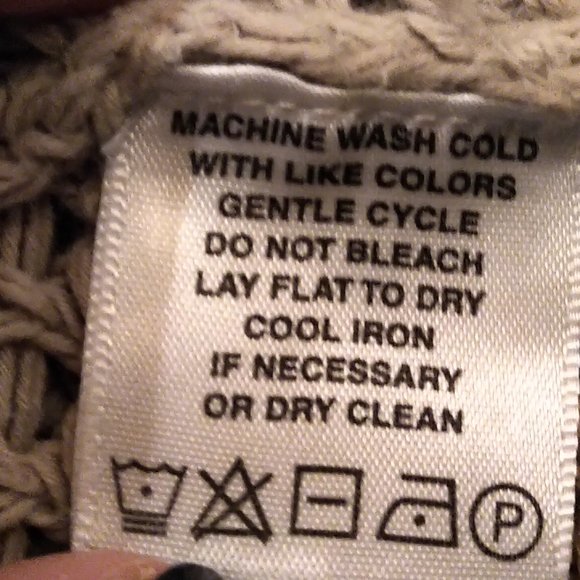 MACHINE WASH COLD
WITH LIKE COLORS
GENTLE CYCLE
DO NOT BLEACH
LAY FLAT TO DRY
COOL IRON
IF NECESSARY
OR DRY CLEAN
P